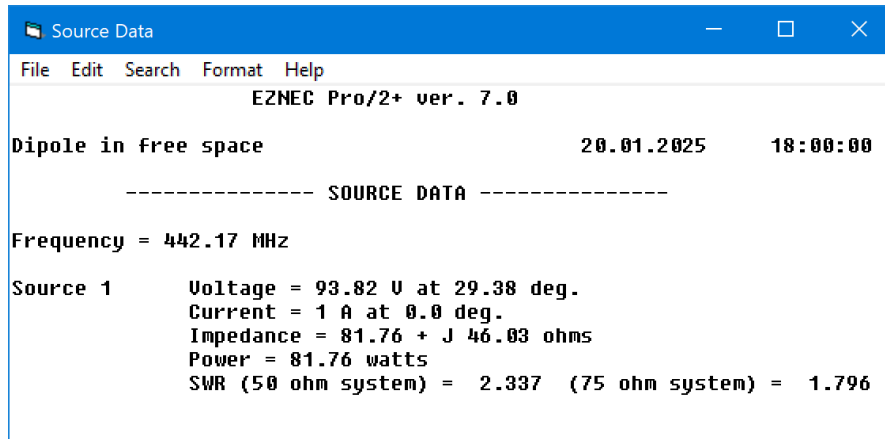 Source Data
File Edit Search Format Help
EZNEC Pro/2+ ver. 7.0
Dipole in free space 20.01.2025 18:00:00
--------------- SOURCE DATA ---------------
Frequency = 442.17 MHz
Source 1 Voltage = 93.82 V at 29.38 deg.
Current = 1 A at 0.0 deg.
Impedance = 81.76 + J 46.03 ohms
Power = 81.76 watts
SWR (50 ohm system) = 2.337 (75 ohm system) = 1.796